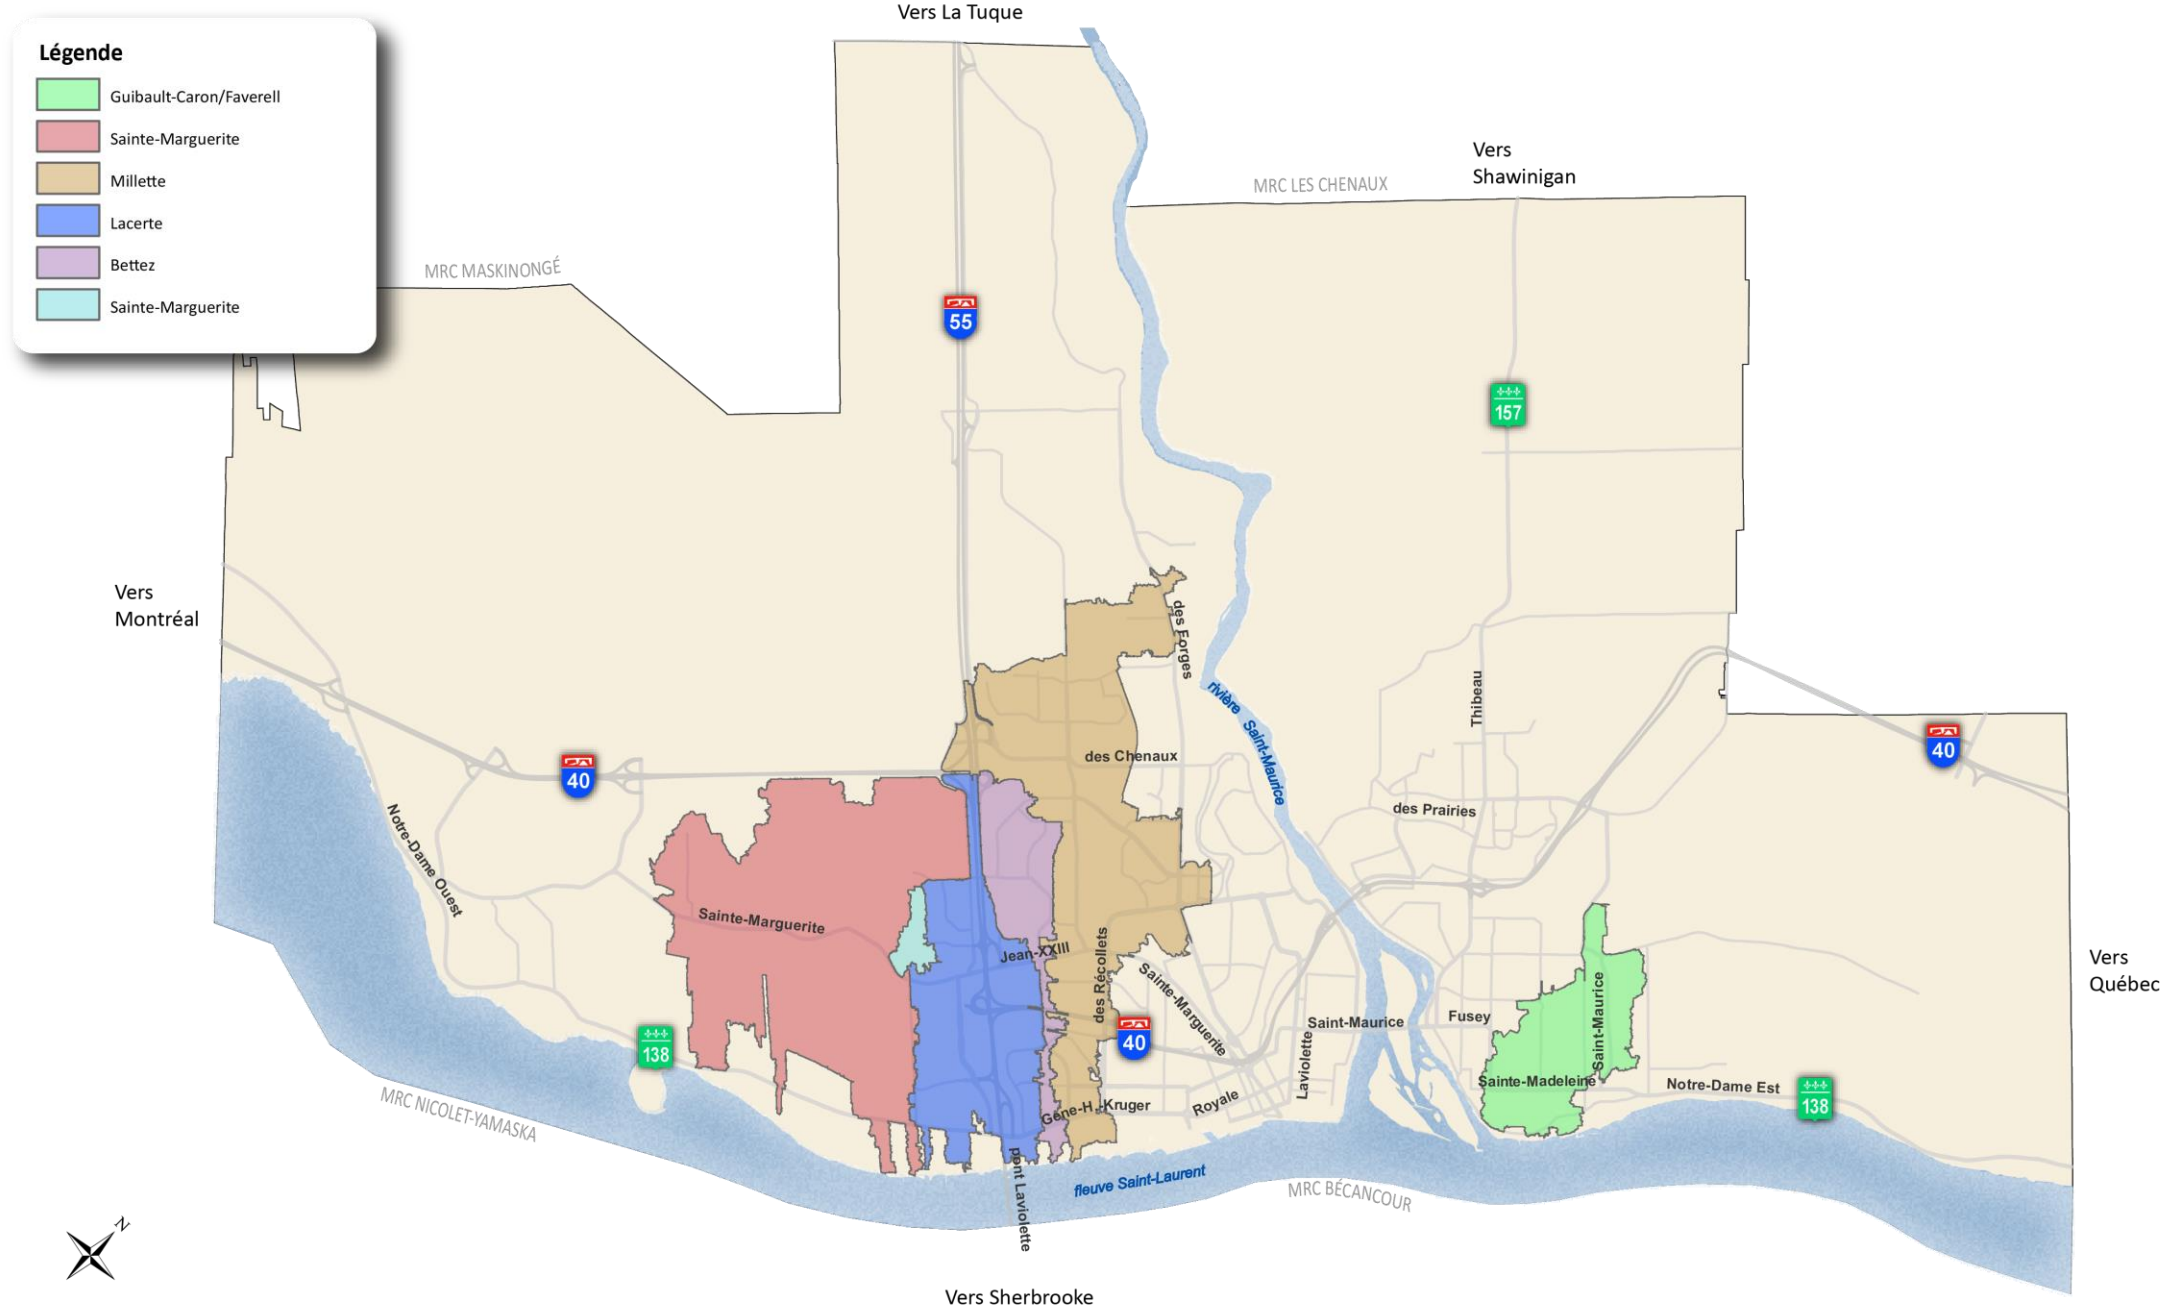 Vers La Tuque
Légende
Guibault-Caron/Faverell
Sainte-Marguerite
Millette
Lacerte
Bettez
Sainte-Marguerite
MRC MASKINONGÉ
MRC LES CHENAUX
Vers
Shawinigan
55
157
Vers
Montréal
des Forges
rivière Saint-Maurice
Thibeau
des Chenaux
40
40
des Prairies
Notre-Dame Ouest
Sainte-Marguerite
Jean-XXIII
des Récollets
Sainte-Marguerite
Vers
Québec
138
40
Saint-Maurice
Fusey
Laviolette
Saint-Maurice
Sainte-Madeleine
Notre-Dame Est
138
Gene-H.-Kruger
Royale
MRC NICOLET-YAMASKA
pont Laviolette
fleuve Saint-Laurent
MRC BÉCANCOUR
N
Vers Sherbrooke